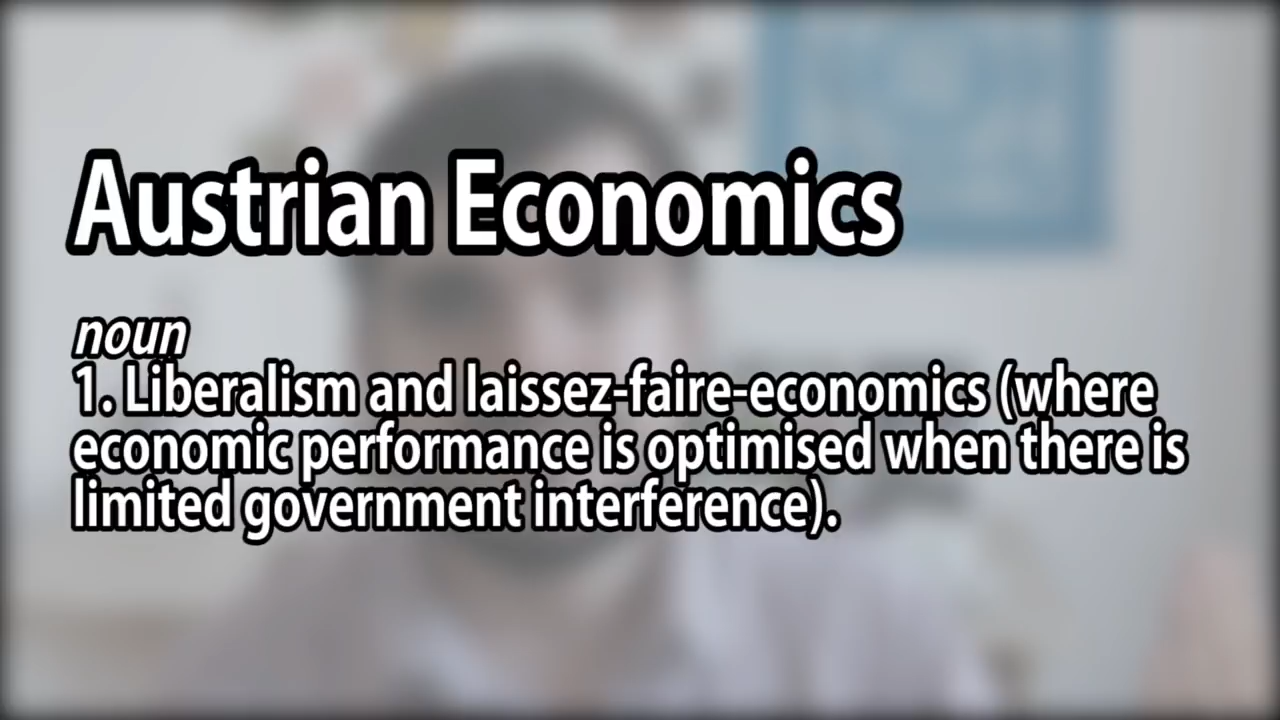 Austrian Economics
noun
1. Liberalism and laissez-faire-economics (where
economic performance is optimised when there is
limited government interference).